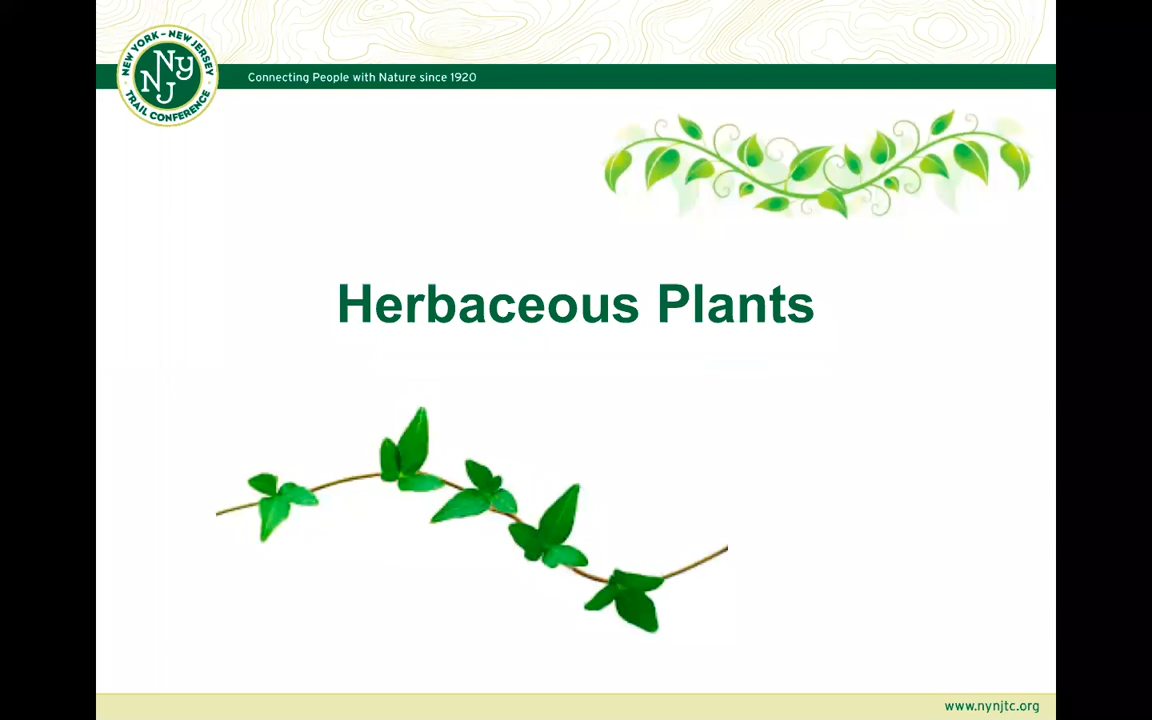 NEW YORK - NEW JERSEY
NY
NJ
TRAIL CONFERENCE
Connecting People with Nature since 1920
Herbaceous Plants
www.nynjtc.org